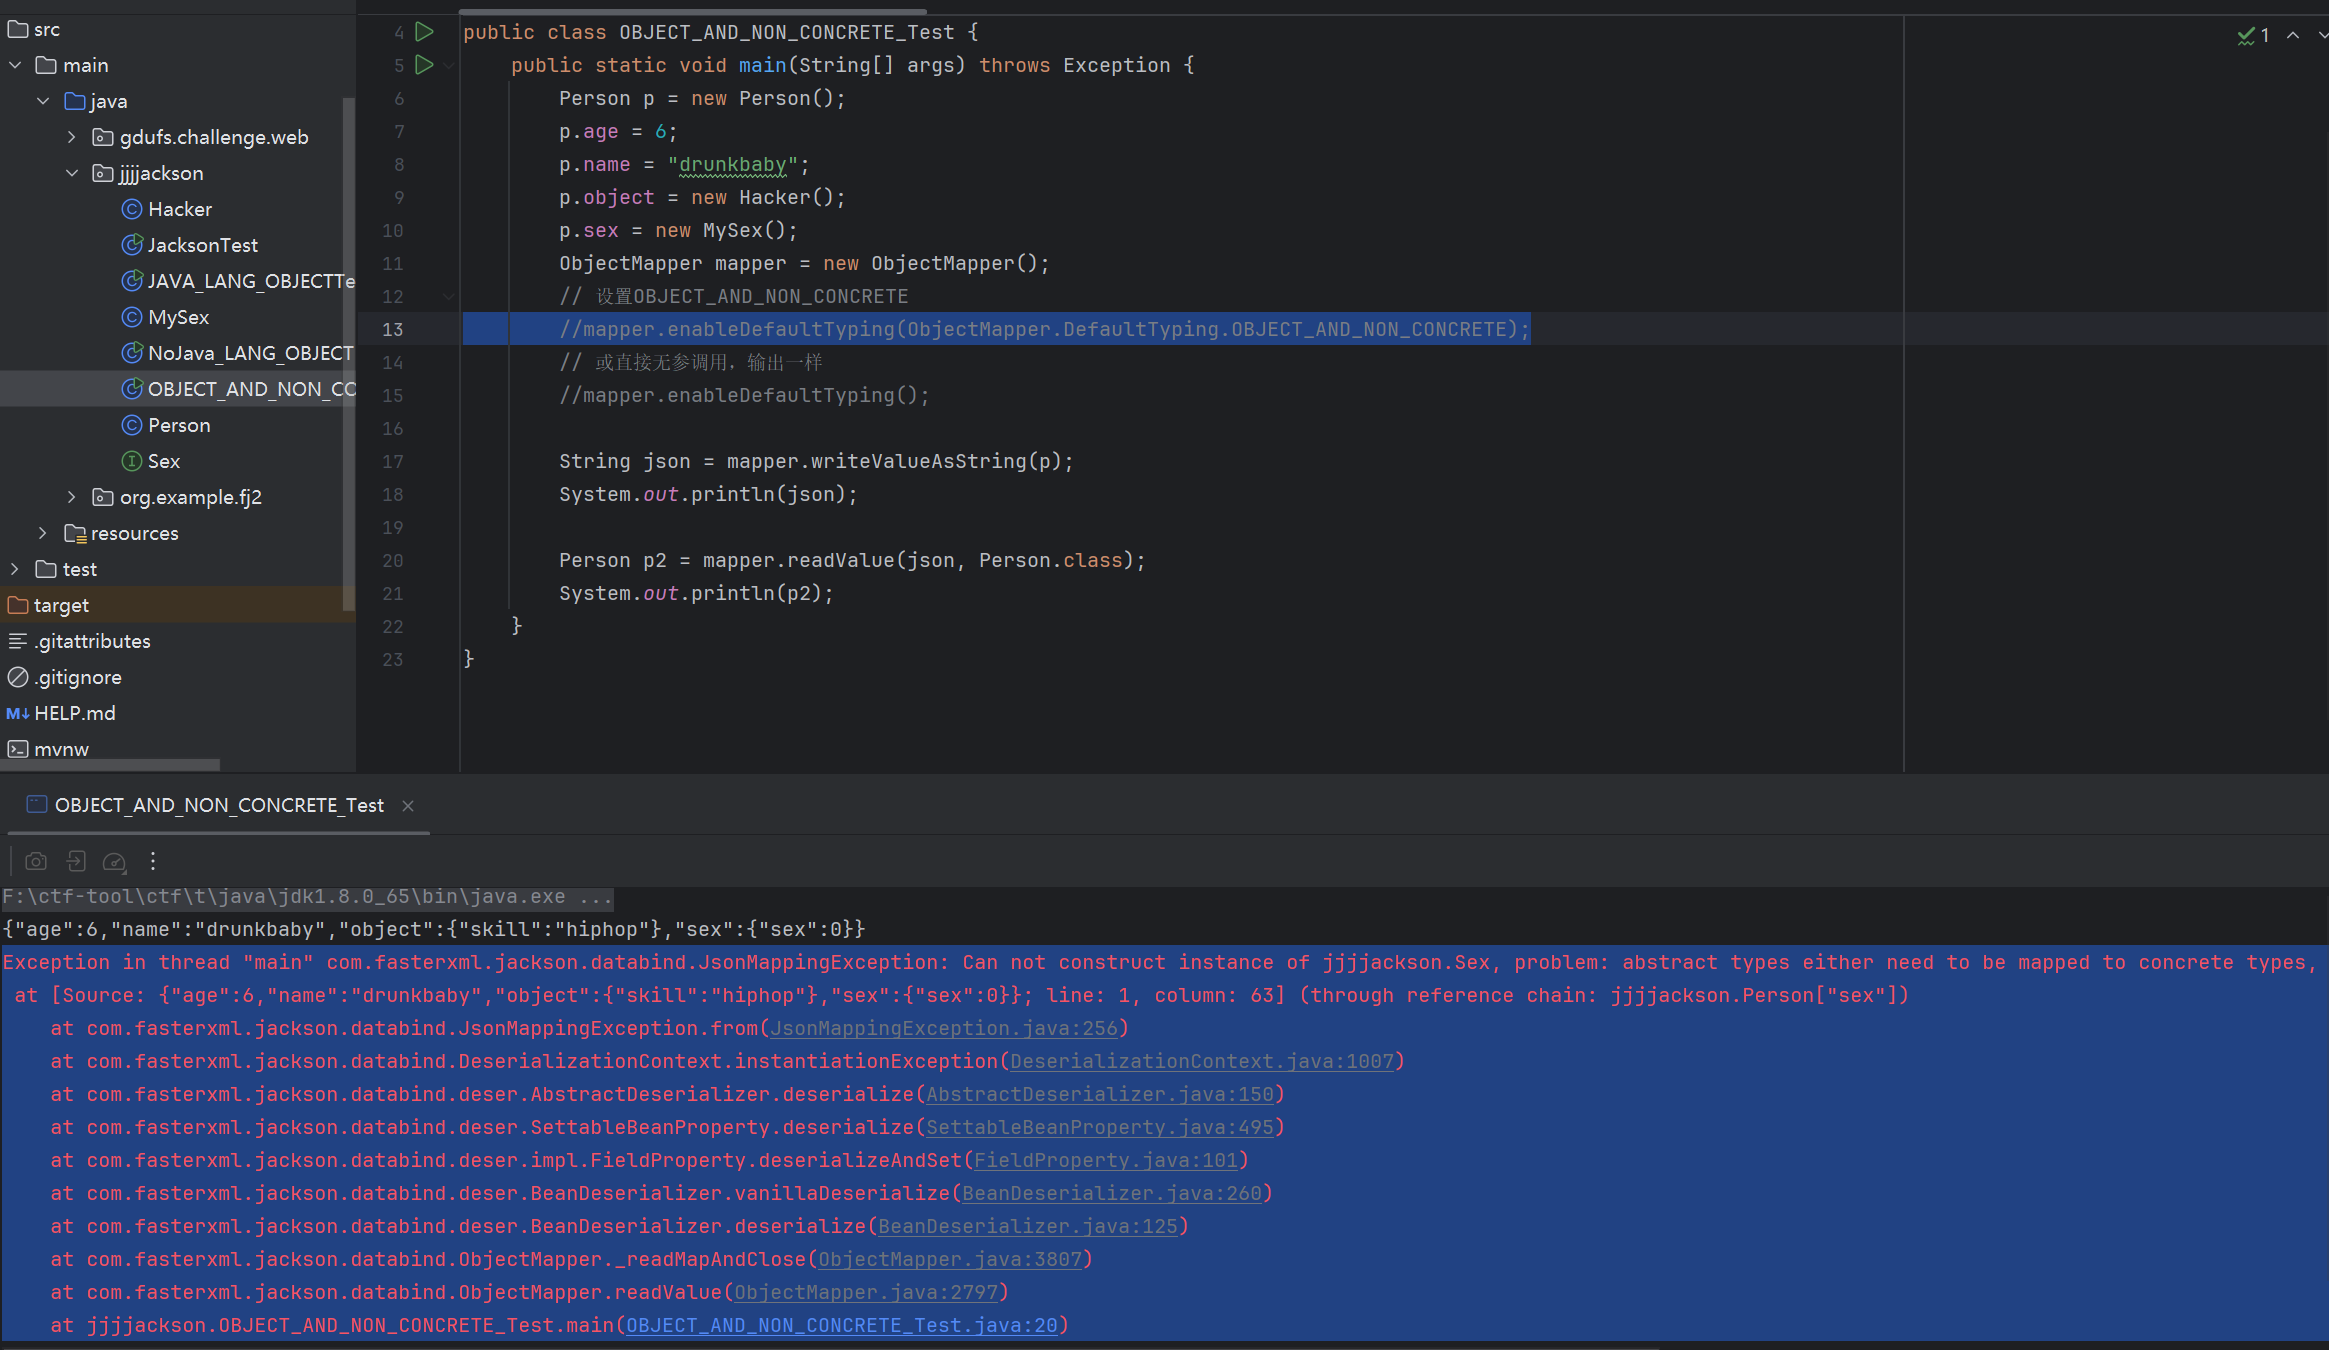 src
main
java
gdufs.challenge.web
jjjjackson
Hacker
JacksonTest
JAVA_LANG_OBJECTTe
MySex
NoJava_LANG_OBJECT
OBJECT_AND_NON_CO
Person
Sex
org.example.fj2
resources
test
target
.gitattributes
.gitignore
M↓ HELP.md
mvnw
1
4 public class OBJECT_AND_NON_CONCRETE_Test {
5 public static void main(String[] args) throws Exception {
6 Person p = new Person();
7 p.age = 6;
8 p.name = "drunkbaby";
9 p.object = new Hacker();
10 p.sex = new MySex();
11 ObjectMapper mapper = new ObjectMapper();
12 // 设置OBJECT_AND_NON_CONCRETE
13 //mapper.enableDefaultTyping(ObjectMapper.DefaultTyping.OBJECT_AND_NON_CONCRETE);
14 // 或直接无参调用，输出一样
15 //mapper.enableDefaultTyping();
16
17 String json = mapper.writeValueAsString(p);
18 System.out.println(json);
19
20 Person p2 = mapper.readValue(json, Person.class);
21 System.out.println(p2);
22 }
23 }
OBJECT_AND_NON_CONCRETE_Test
F:\ctf-tool\ctf\t\java\jdk1.8.0_65\bin\java.exe ...
{"age":6,"name":"drunkbaby","object":{"skill":"hiphop"},"sex":{"sex":0}}
Exception in thread "main" com.fasterxml.jackson.databind.JsonMappingException: Can not construct instance of jjjjackson.Sex, problem: abstract types either need to be mapped to concrete types,
at [Source: {"age":6,"name":"drunkbaby","object":{"skill":"hiphop"},"sex":{"sex":0}}; line: 1, column: 63] (through reference chain: jjjjackson.Person["sex"])
at com.fasterxml.jackson.databind.JsonMappingException.from(JsonMappingException.java:256)
at com.fasterxml.jackson.databind.DeserializationContext.instantiationException(DeserializationContext.java:1007)
at com.fasterxml.jackson.databind.deser.AbstractDeserializer.deserialize(AbstractDeserializer.java:150)
at com.fasterxml.jackson.databind.deser.SettableBeanProperty.deserialize(SettableBeanProperty.java:495)
at com.fasterxml.jackson.databind.deser.impl.FieldProperty.deserializeAndSet(FieldProperty.java:101)
at com.fasterxml.jackson.databind.deser.BeanDeserializer.vanillaDeserialize(BeanDeserializer.java:260)
at com.fasterxml.jackson.databind.deser.BeanDeserializer.deserialize(BeanDeserializer.java:125)
at com.fasterxml.jackson.databind.ObjectMapper._readMapAndClose(ObjectMapper.java:3807)
at com.fasterxml.jackson.databind.ObjectMapper.readValue(ObjectMapper.java:2797)
at jjjjackson.OBJECT_AND_NON_CONCRETE_Test.main(OBJECT_AND_NON_CONCRETE_Test.java:20)